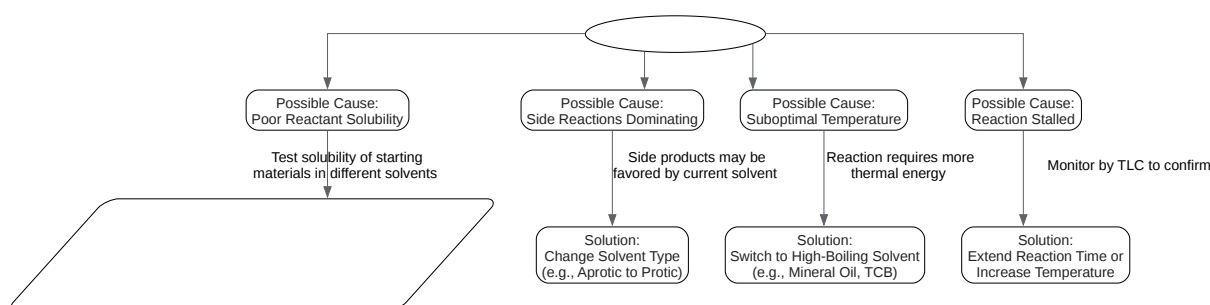 Possible Cause:
Poor Reactant Solubility
Possible Cause:
Side Reactions Dominating
Possible Cause:
Suboptimal Temperature
Possible Cause:
Reaction Stalled
Test solubility of starting
materials in different solvents
Side products may be
favored by current solvent
Reaction requires more
thermal energy
Monitor by TLC to confirm
Solution:
Change Solvent Type
(e.g., Aprotic to Protic)
Solution:
Switch to High-Boiling Solvent
(e.g., Mineral Oil, TCB)
Solution:
Extend Reaction Time or
Increase Temperature